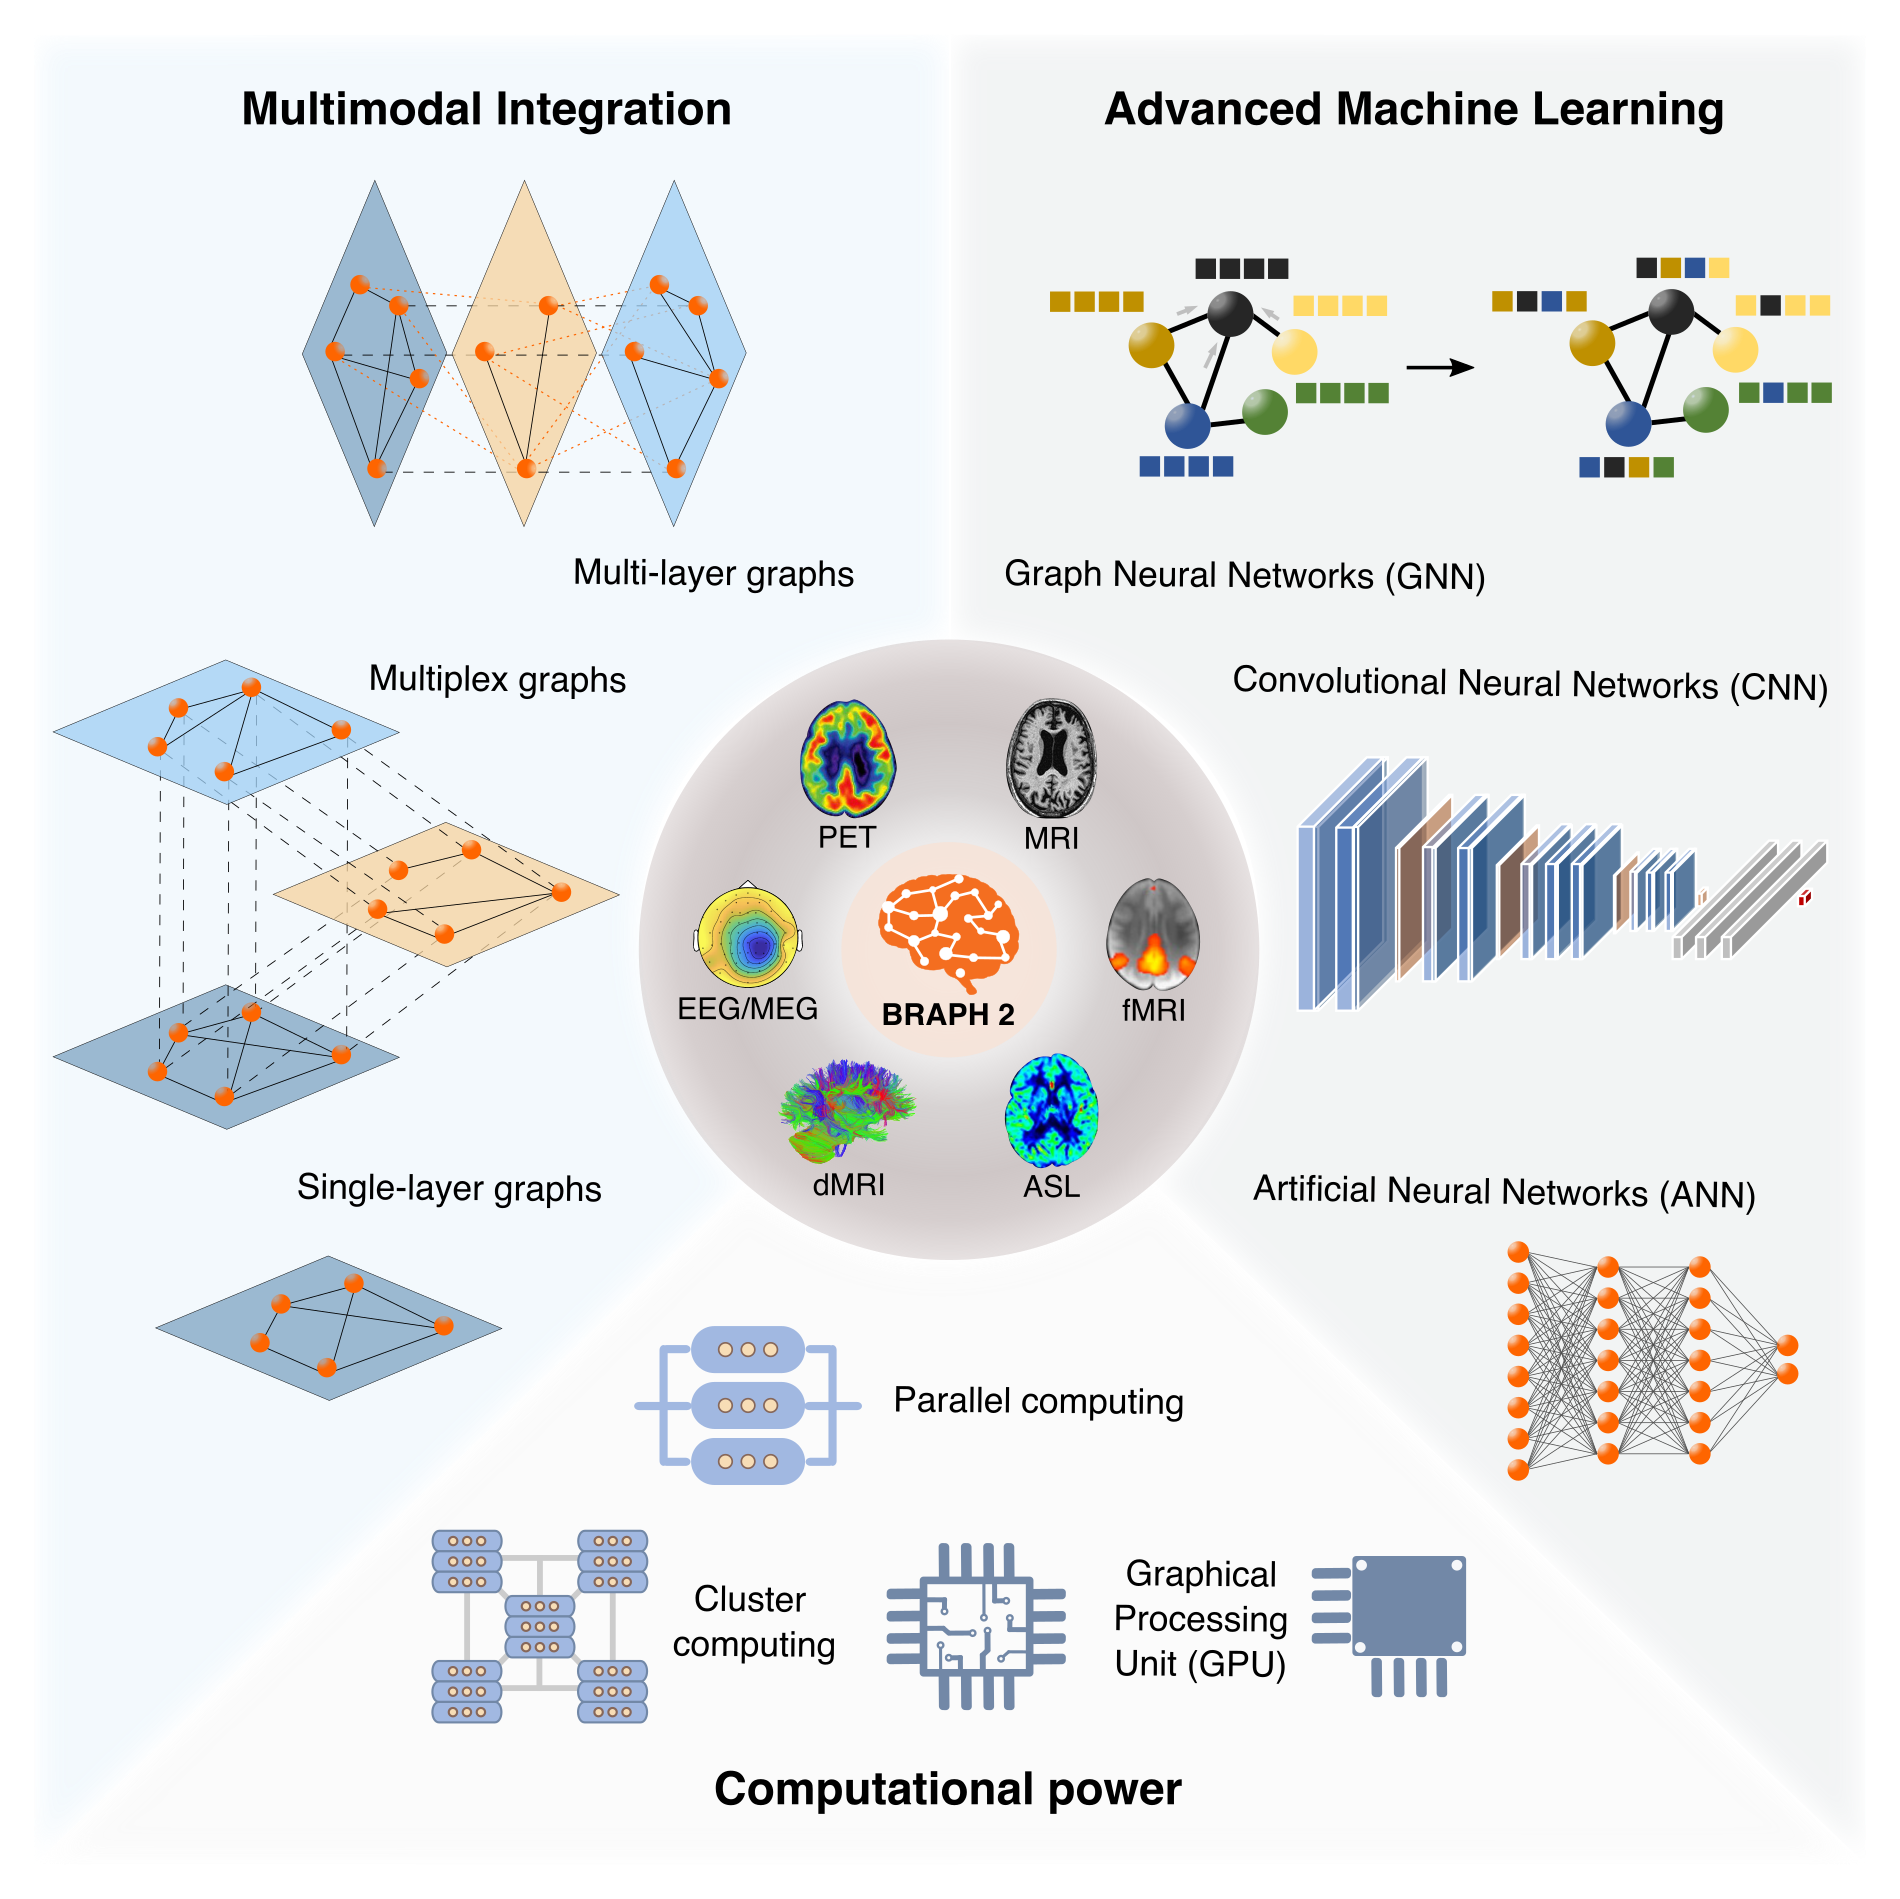 Multimodal Integration
Advanced Machine Learning
Multi-layer graphs
Graph Neural Networks (GNN)
Multiplex graphs
Convolutional Neural Networks (CNN)
PET
MRI
EEG/MEG
BRAPH 2
fMRI
dMRI
ASL
Single-layer graphs
Artificial Neural Networks (ANN)
Parallel computing
Cluster
computing
Graphical
Processing
Unit (GPU)
Computational power